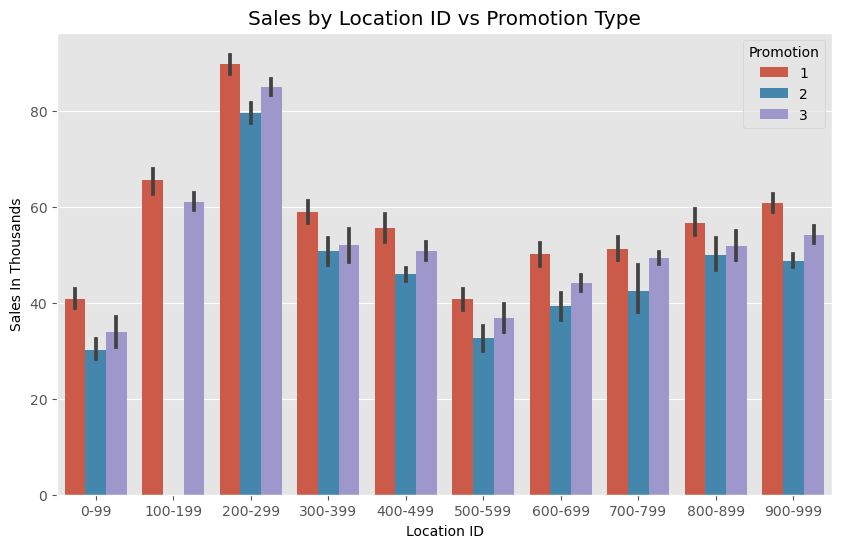 Sales by Location ID vs Promotion Type
Promotion
1
2
3
Sales In Thousands
80
60
40
20
0
0-99 100-199 200-299 300-399 400-499 500-599 600-699 700-799 800-899 900-999
Location ID